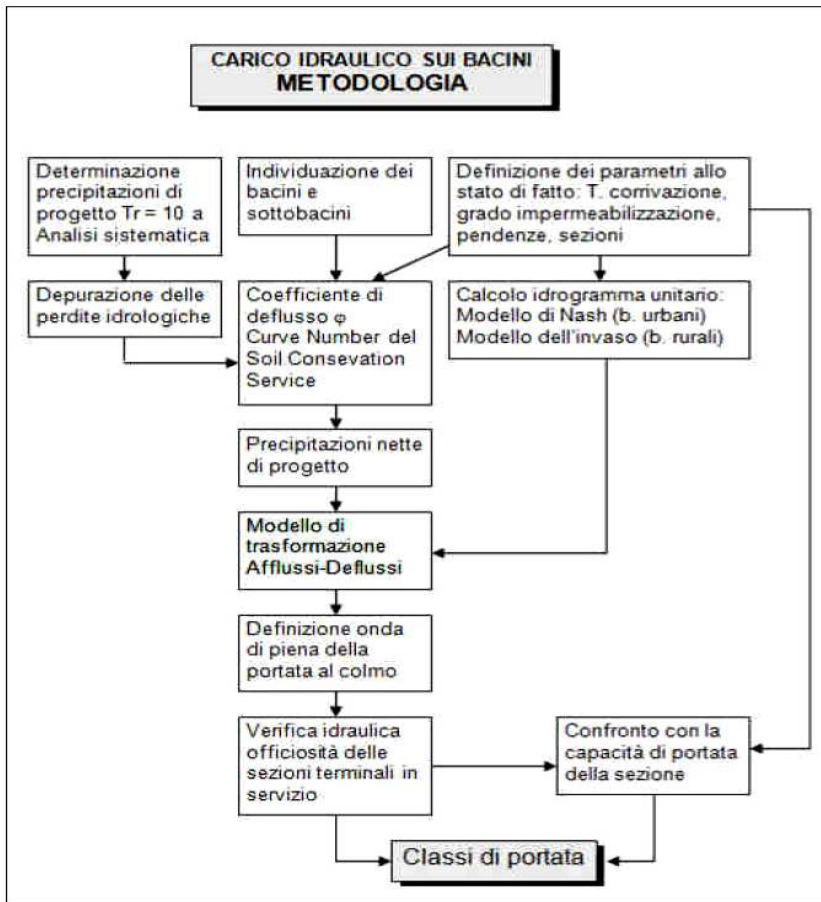 CARICO IDRAULICO SUI BACINI
METODOLOGIA
Determinazione
precipitazioni di
progetto Tr = 10 a
Analisi sistematica
Individuazione dei
bacini e
sottobacini
Definizione dei parametri allo
stato di fatto: T. corrivazione,
grado impermeabilizzazione,
pendenze, sezioni
Depurazione delle
perdite idrologiche
Coefficiente di
deflusso φ
Curve Number del
Soil Consevation
Service
Calcolo idrogramma unitario:
Modello di Nash (b. urbani)
Modello dell'invaso (b. rurali)
Precipitazioni nette
di progetto
Modello di
trasformazione
Afflussi-Deflussi
Definizione onda
di piena della
portata al colmo
Verifica idraulica
officiosità delle
sezioni terminali in
servizio
Confronto con la
capacità di portata
della sezione
Classi di portata